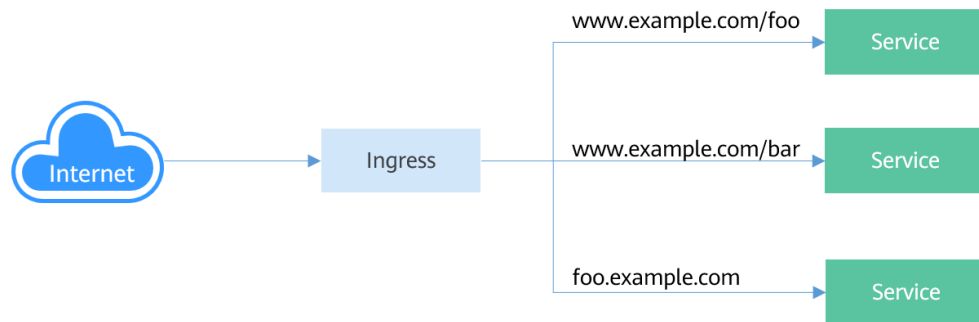 www.example.com/foo
Service
Internet
Ingress
www.example.com/bar
Service
foo.example.com
Service